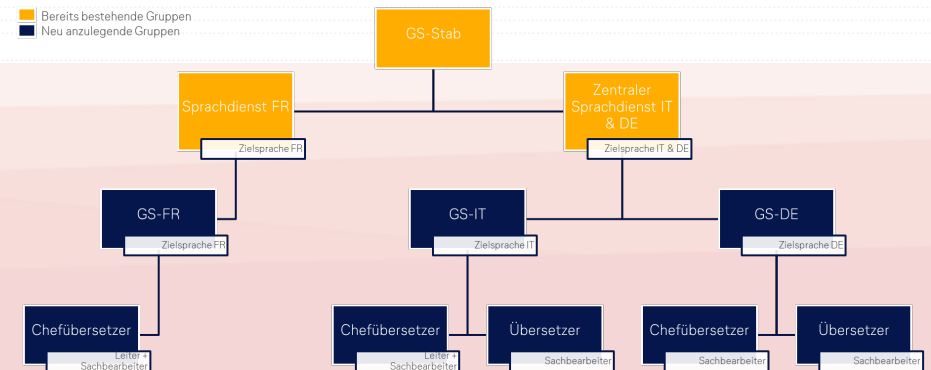 Bereits bestehende Gruppen
Neu anzulegende Gruppen
GS-Stab
Sprachdienst FR
Zielsprache FR
Zentraler
Sprachdienst IT
& DE
Zielsprache IT & DE
GS-FR
Zielsprache FR
GS-IT
Zielsprache IT
GS-DE
Zielsprache DE
Chefübersetzer
Leiter +
Sachbearbeiter
Chefübersetzer
Leiter +
Sachbearbeiter
Übersetzer
Sachbearbeiter
Chefübersetzer
Sachbearbeiter
Übersetzer
Sachbearbeiter